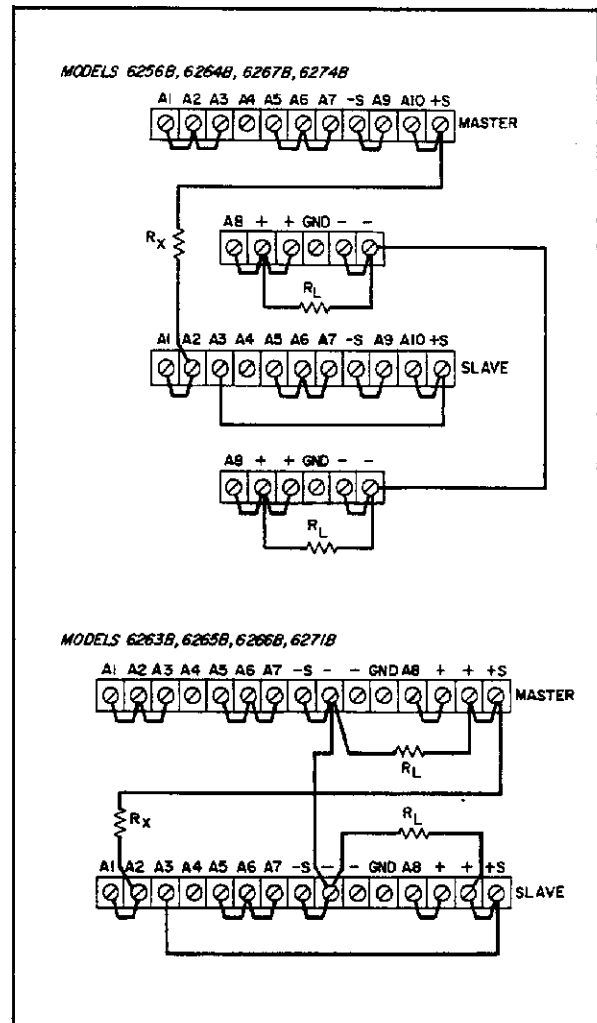 MODELS 6256B, 6264B, 6267B, 6274B
A1 A2 A3 A4 A5 A6 A7 -S A9 A10 +S
MASTER
RX
A8 + + GND - -
RL
A1 A2 A3 A4 A5 A6 A7 -S A9 A10 +S
SLAVE
A8 + + GND - -
RL
MODELS 6263B, 6265B, 6266B, 6271B
A1 A2 A3 A4 A5 A6 A7 -S - - GND A8 + + +S
MASTER
RL
RX
RL
A1 A2 A3 A4 A5 A6 A7 -S - - GND A8 + + +S
SLAVE